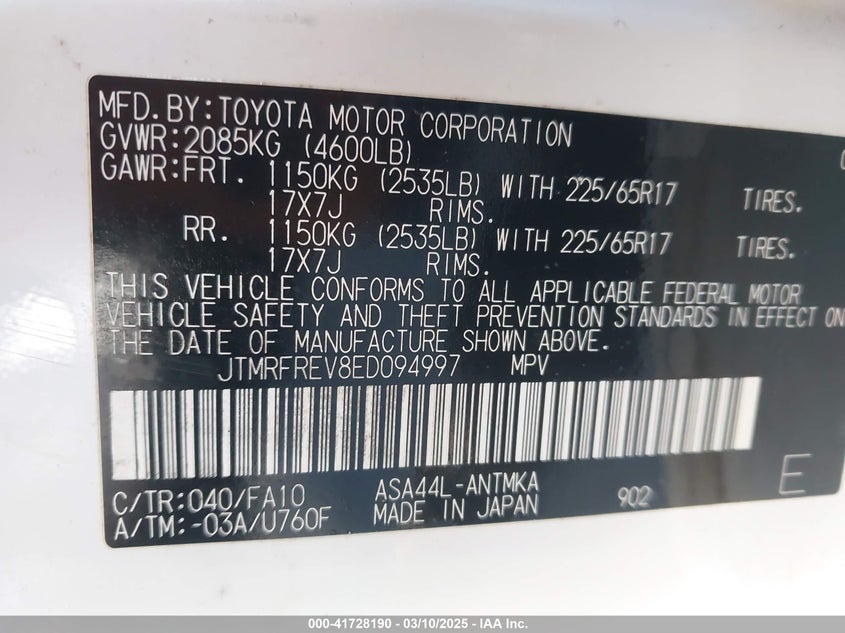 MFD.BY:TOYOTA MOTOR CORPORATION
GVWR:2085KG (4600LB)
GAWR:FRT. 1150KG (2535LB) WITH 225/65R17 TIRES.
17X7J RIMS.
RR. 1150KG (2535LB) WITH 225/65R17 TIRES.
17X7J RIMS.
THIS VEHICLE CONFORMS TO ALL APPLICABLE FEDERAL MOTOR
VEHICLE SAFETY AND THEFT PREVENTION STANDARDS IN EFFECT ON
THE DATE OF MANUFACTURE SHOWN ABOVE.
JTMRFREV8ED094997 MPV
C/TR:040/FA10 ASA44L-ANTMKA 902 E
A/TM:-03A/U760F MADE IN JAPAN
000-41728190 — 03/10/2025 — IAA Inc.